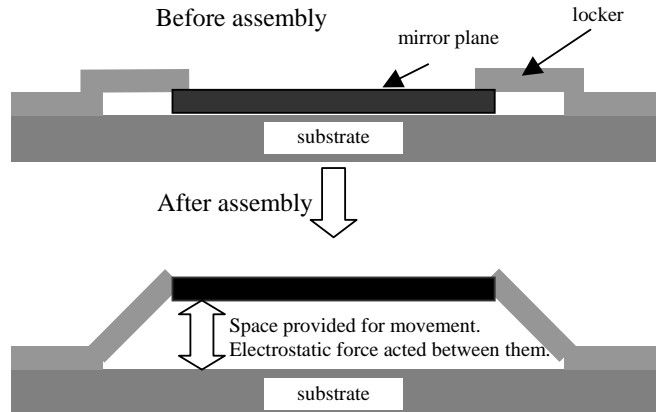 Before assembly
locker
mirror plane
substrate
After assembly
Space provided for movement.
Electrostatic force acted between them.
substrate